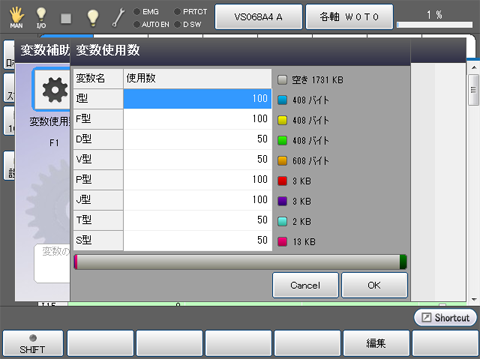 MAN
I/O
EMG
AUTO EN
PRTCT
D SW
VS068A4 A
各軸 W 0 T 0
1 %
変数補助
変数使用数
変数名 使用数 空き 1731 KB
I型 100 408 バイト
F型 100 408 バイト
D型 50 408 バイト
V型 50 608 バイト
P型 100 3 KB
J型 100 3 KB
T型 50 2 KB
S型 50 13 KB
変数使用
F1
変数の
Cancel OK
Shortcut
SHIFT
編集